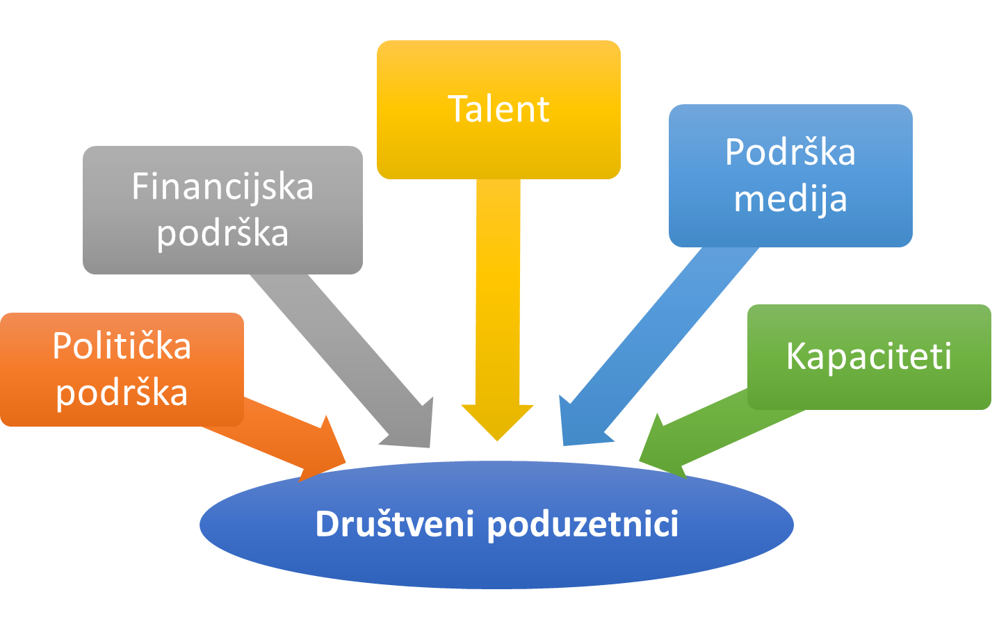 Talent
Podrška
medija
Financijska
podrška
Politička
podrška
Kapaciteti
Društveni poduzetnici